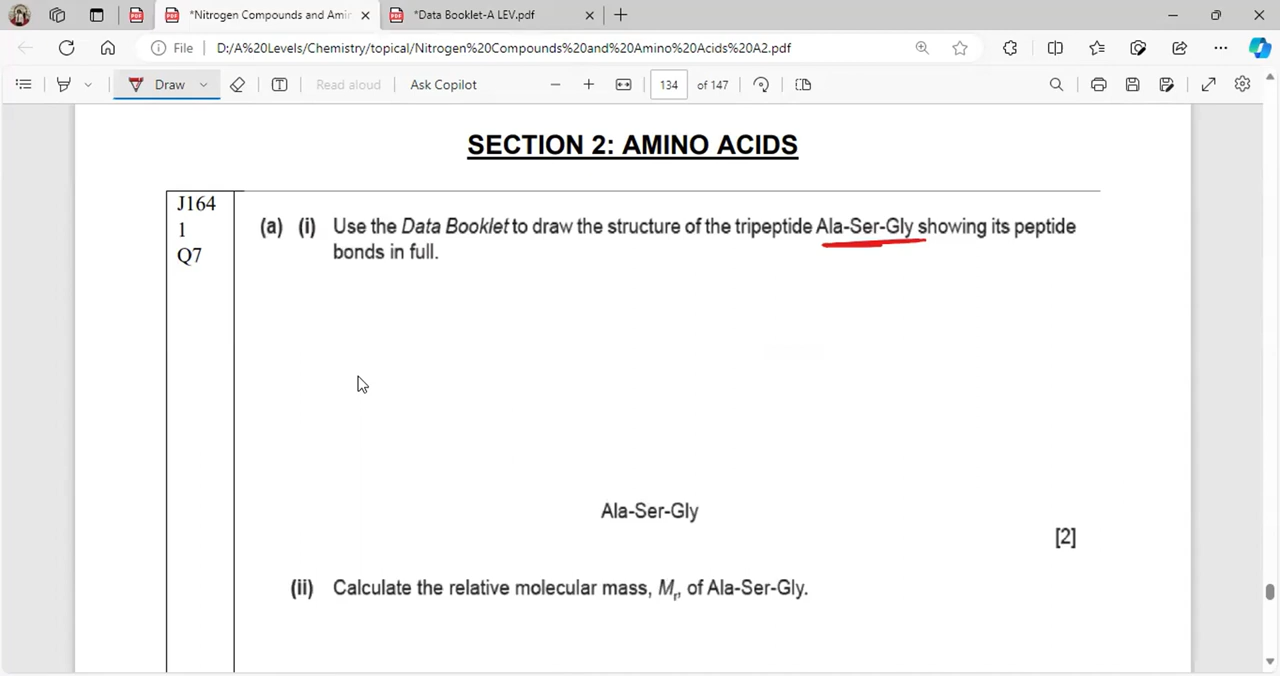 *Nitrogen Compounds and Amin
*Data Booklet-A LEV.pdf
File
D:/A%20Levels/Chemistry/topical/Nitrogen%20Compounds%20and%20Amino%20Acids%20A2.pdf
Draw
Read aloud
Ask Copilot
134 of 147
SECTION 2: AMINO ACIDS
J164
1
Q7
(a) (i) Use the Data Booklet to draw the structure of the tripeptide Ala-Ser-Gly showing its peptide
bonds in full.
Ala-Ser-Gly
[2]
(ii) Calculate the relative molecular mass, Mr, of Ala-Ser-Gly.